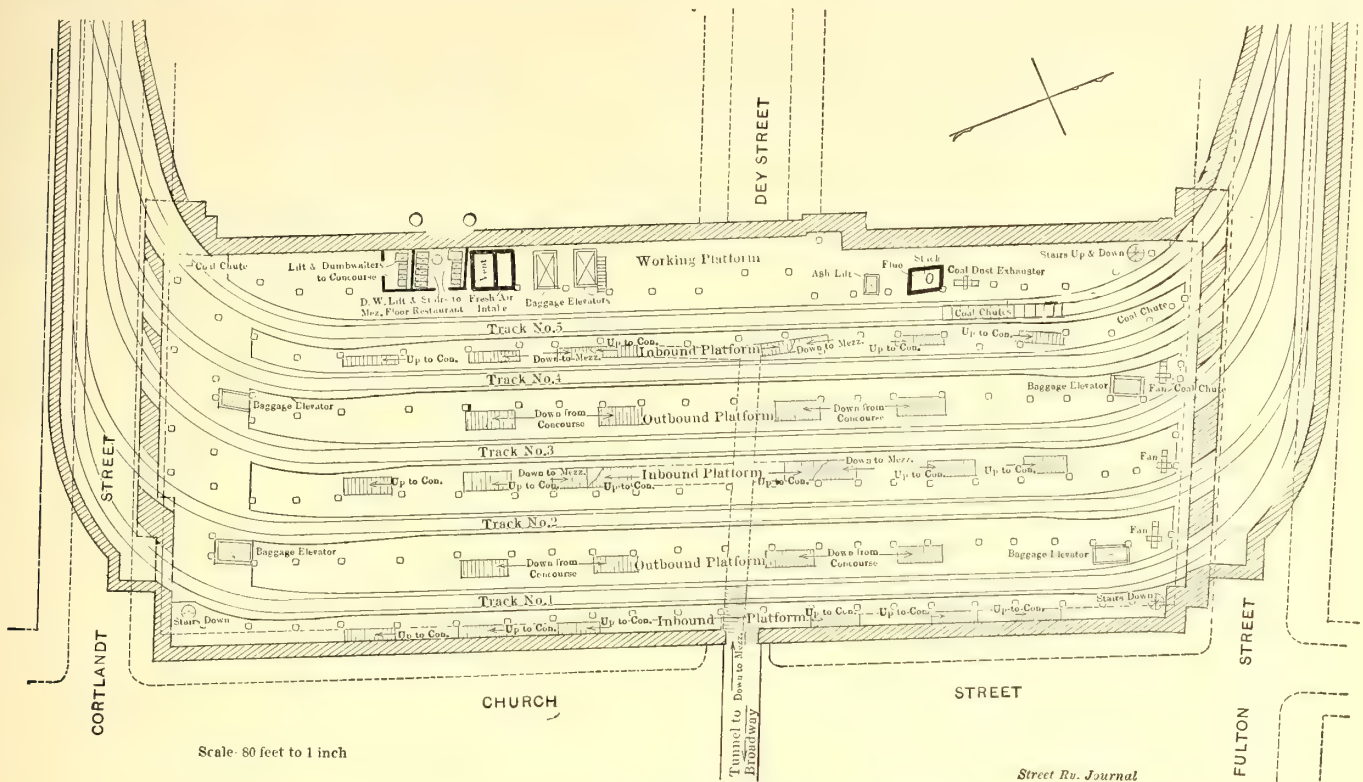 DEY STREET
Coal Chute
Lift & Dumbwaiters
to Concourse
D.W. Lift & Stairs to
Mez. Floor Restaurant
Vent
Fresh Air
Intake
Baggage Elevators
Working Platform
Ash Lift
Flue
Stack
Coal Dust Exhauster
Stairs Up & Down
Coal Chutes
Coal Chute
Track No.5
Up to Con.
Down to Mezz.
Up to Con.
Inbound Platform
Down to Mezz.
Up to Con.
Up to Con.
Track No.4
Baggage Elevator
Fan
Coal Chute
Baggage Elevator
Down from
Concourse
Outbound Platform
Down from
Concourse
Track No.3
Fan
Up to Con.
Down to Mezz.
Up to Con.
Up to Con.
Inbound Platform
Up to Con.
Down to Mezz.
Up to Con.
Up to Con.
Track No.2
Fan
Baggage Elevator
Down from
Concourse
Outbound Platform
Down from
Concourse
Baggage Elevator
Track No.1
Stairs Down
Up to Con.
Up to Con.
Up to Con.
Inbound Platform
Up to Con.
Up to Con.
Up to Con.
Stairs Down
CORTLANDT STREET
CHURCH STREET
FULTON STREET
Down to Mezz.
Tunnel to
Broadway
Scale- 80 feet to 1 inch
Street Ry. Journal